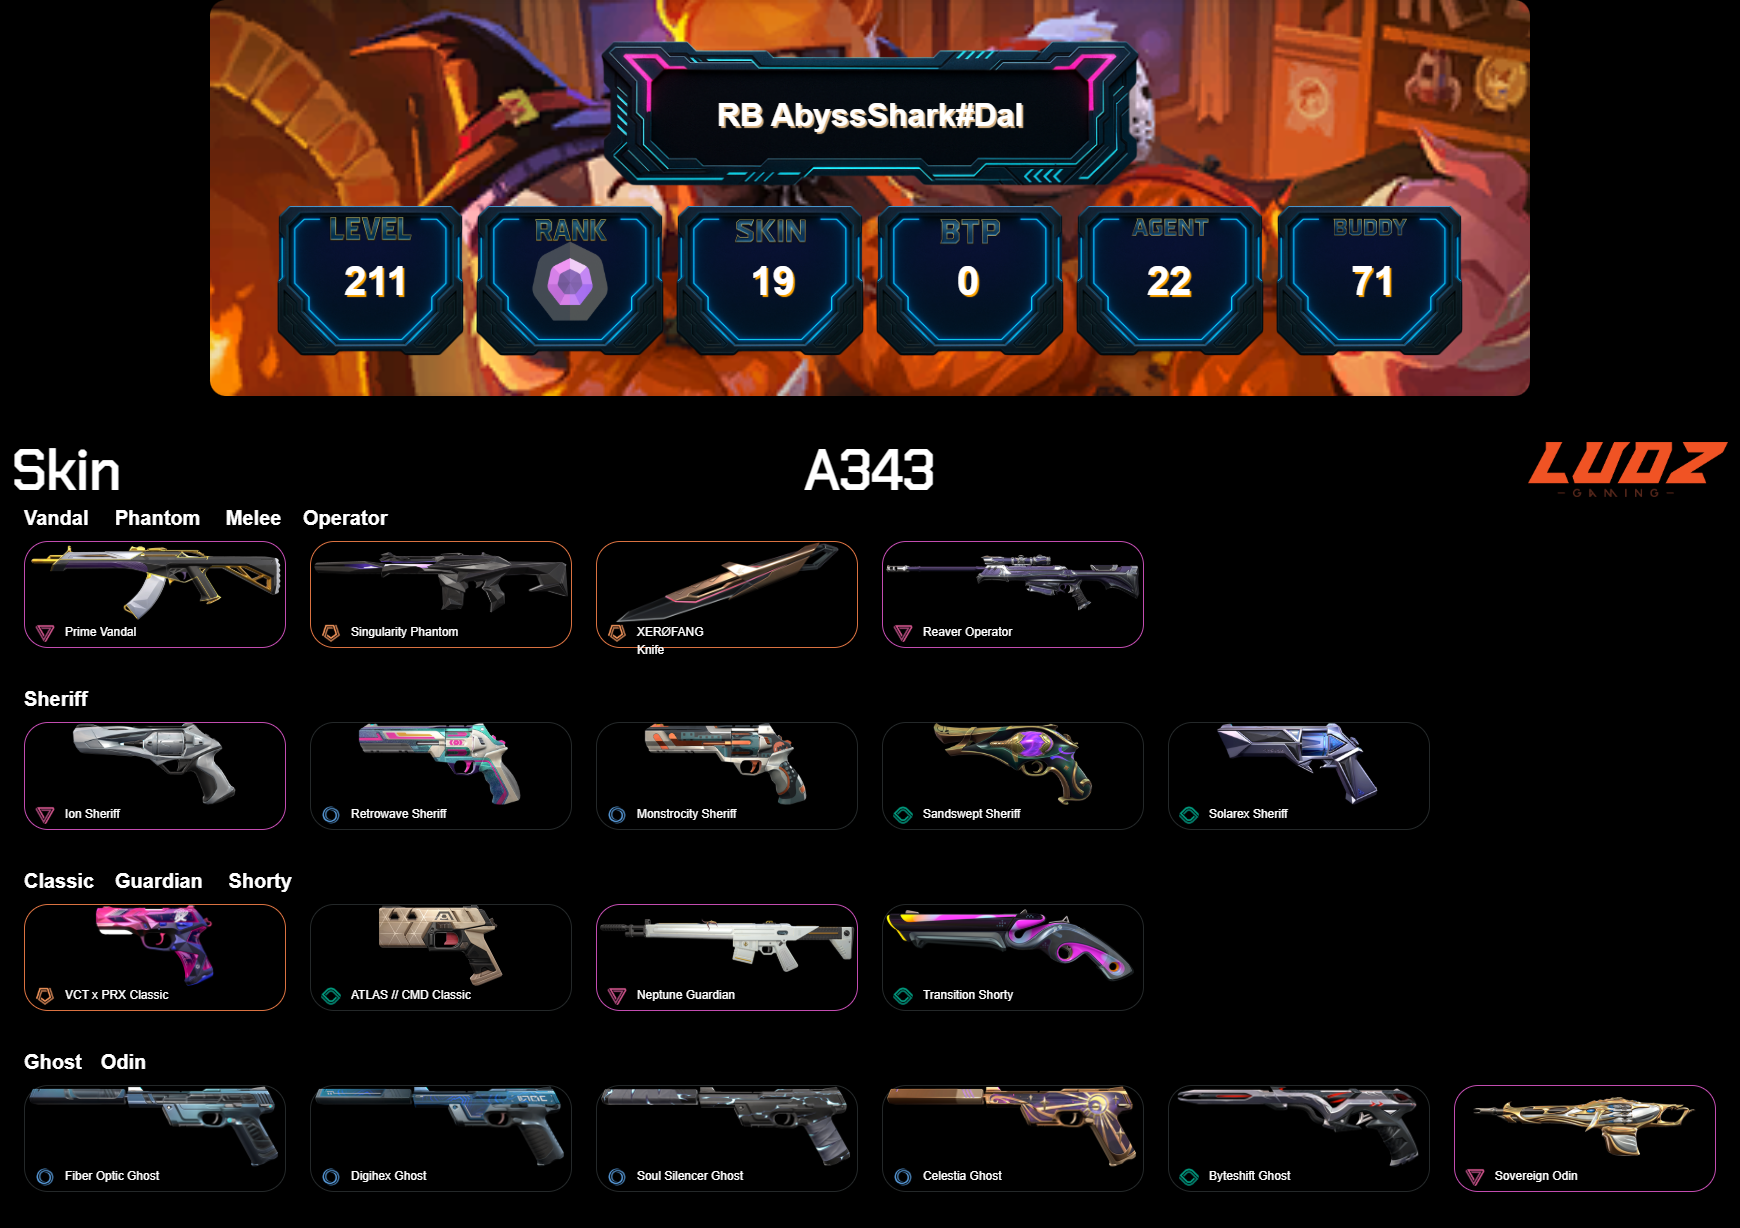 RB AbyssShark#Dal
LEVEL RANK SKIN BTP AGENT BUDDY
211 19 0 22 71
Skin A343 LUDZ
-GAMING-
Vandal Phantom Melee Operator
Prime Vandal Singularity Phantom XERØFANG Reaver Operator
Knife
Sheriff
Ion Sheriff Retrowave Sheriff Monstrocity Sheriff Sandswept Sheriff Solarex Sheriff
Classic Guardian Shorty
VCT x PRX Classic ATLAS // CMD Classic Neptune Guardian Transition Shorty
Ghost Odin
Fiber Optic Ghost Digihex Ghost Soul Silencer Ghost Celestia Ghost Byteshift Ghost Sovereign Odin